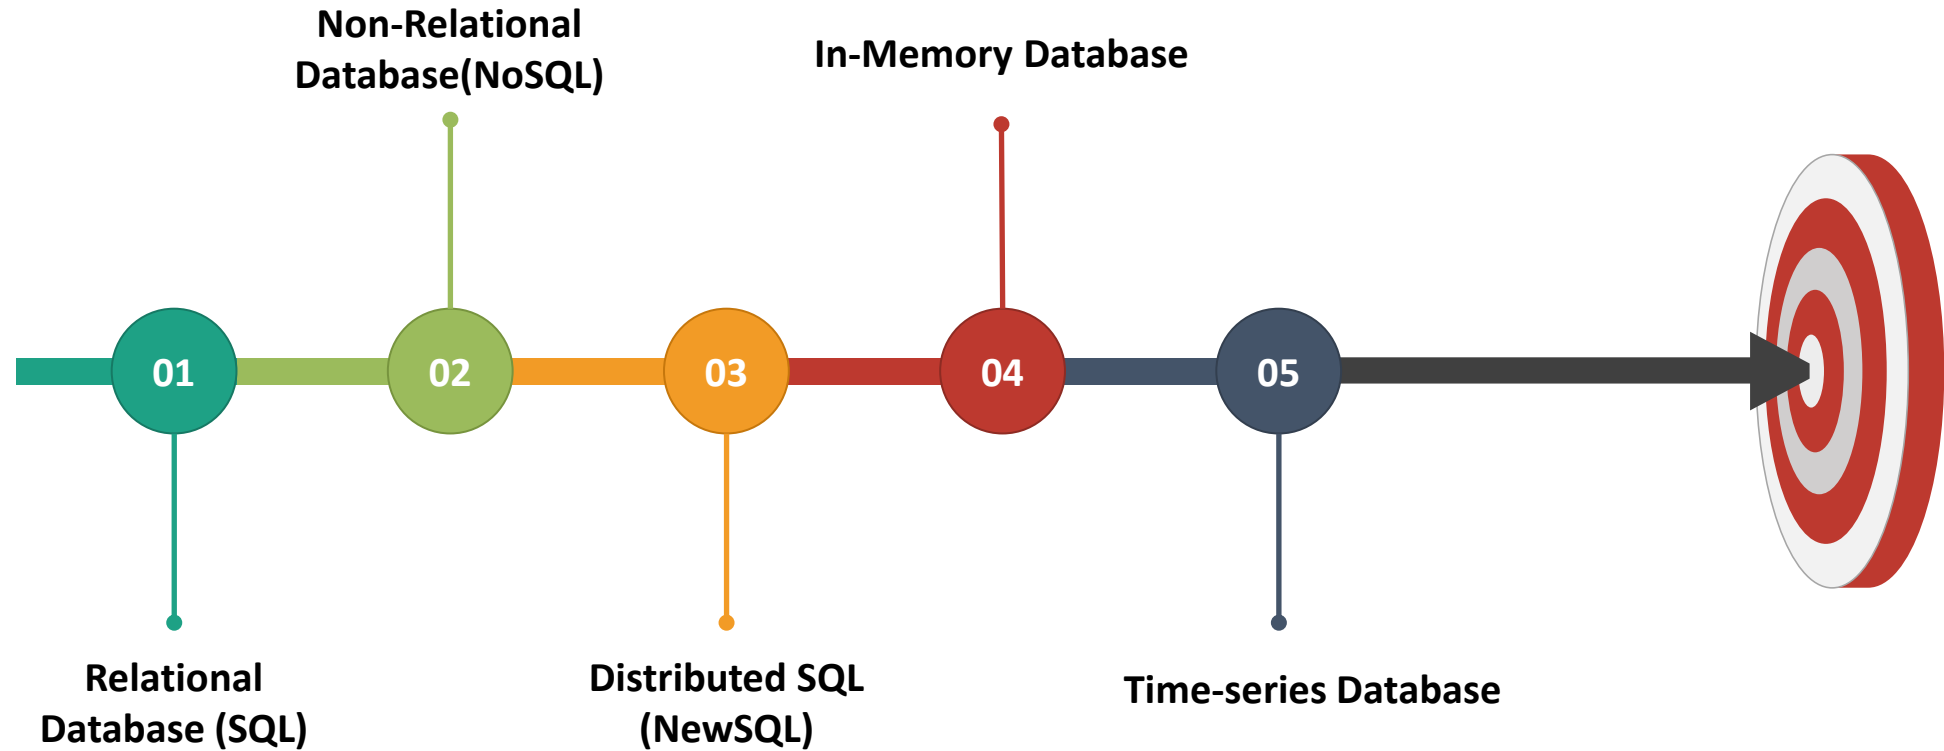 Non-Relational
Database(NoSQL)
In-Memory Database
01
02
03
04
05
Relational
Database (SQL)
Distributed SQL
(NewSQL)
Time-series Database